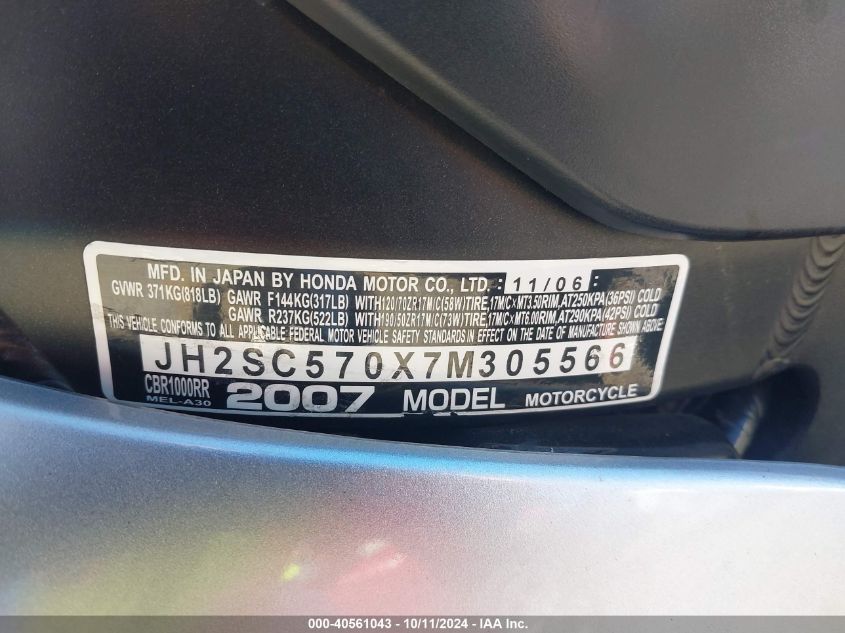 MFD. IN JAPAN BY HONDA MOTOR CO., LTD. : 11/06 :
GVWR 371KG(818LB) GAWR F144KG(317LB) WITH120/70ZR17M/C(58W)TIRE,17M/C×MT3.50RIM,AT250KPA(36PSI) COLD
GAWR R237KG(522LB) WITH190/50ZR17M/C(73W)TIRE,17M/C×MT6.00RIM,AT290KPA(42PSI) COLD
THIS VEHICLE CONFORMS TO ALL APPLICABLE FEDERAL MOTOR VEHICLE SAFETY STANDARDS IN EFFECT ON THE DATE OF MANUFACTURE SHOWN ABOVE.
JH2SC570X7M305566
CBR1000RR 2007 MODEL MOTORCYCLE
MEL-A30
000-40561043 / 10/11/2024 - IAA Inc.